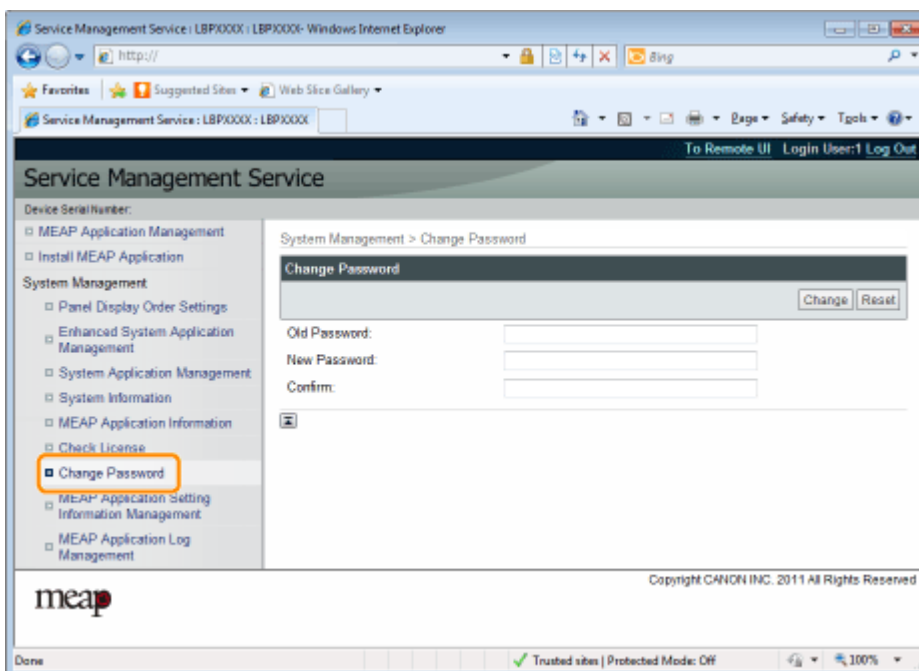 Service Management Service : LBPXXXX : LBPXXXX- Windows Internet Explorer
http://
Bing
Favorites Suggested Sites Web Slice Gallery
Service Management Service : LBPXXXX : LBPXXXX
Page Safety Tools
To Remote UI Login User:1 Log Out
Service Management Service
Device Serial Number:
MEAP Application Management
Install MEAP Application
System Management
Panel Display Order Settings
Enhanced System Application
Management
System Application Management
System Information
MEAP Application Information
Check License
Change Password
MEAP Application Setting
Information Management
MEAP Application Log
Management
System Management > Change Password
Change Password
Change Reset
Old Password:
New Password:
Confirm:
Copyright CANON INC. 2011 All Rights Reserved
meap
Done
Trusted sites | Protected Mode: Off
100%